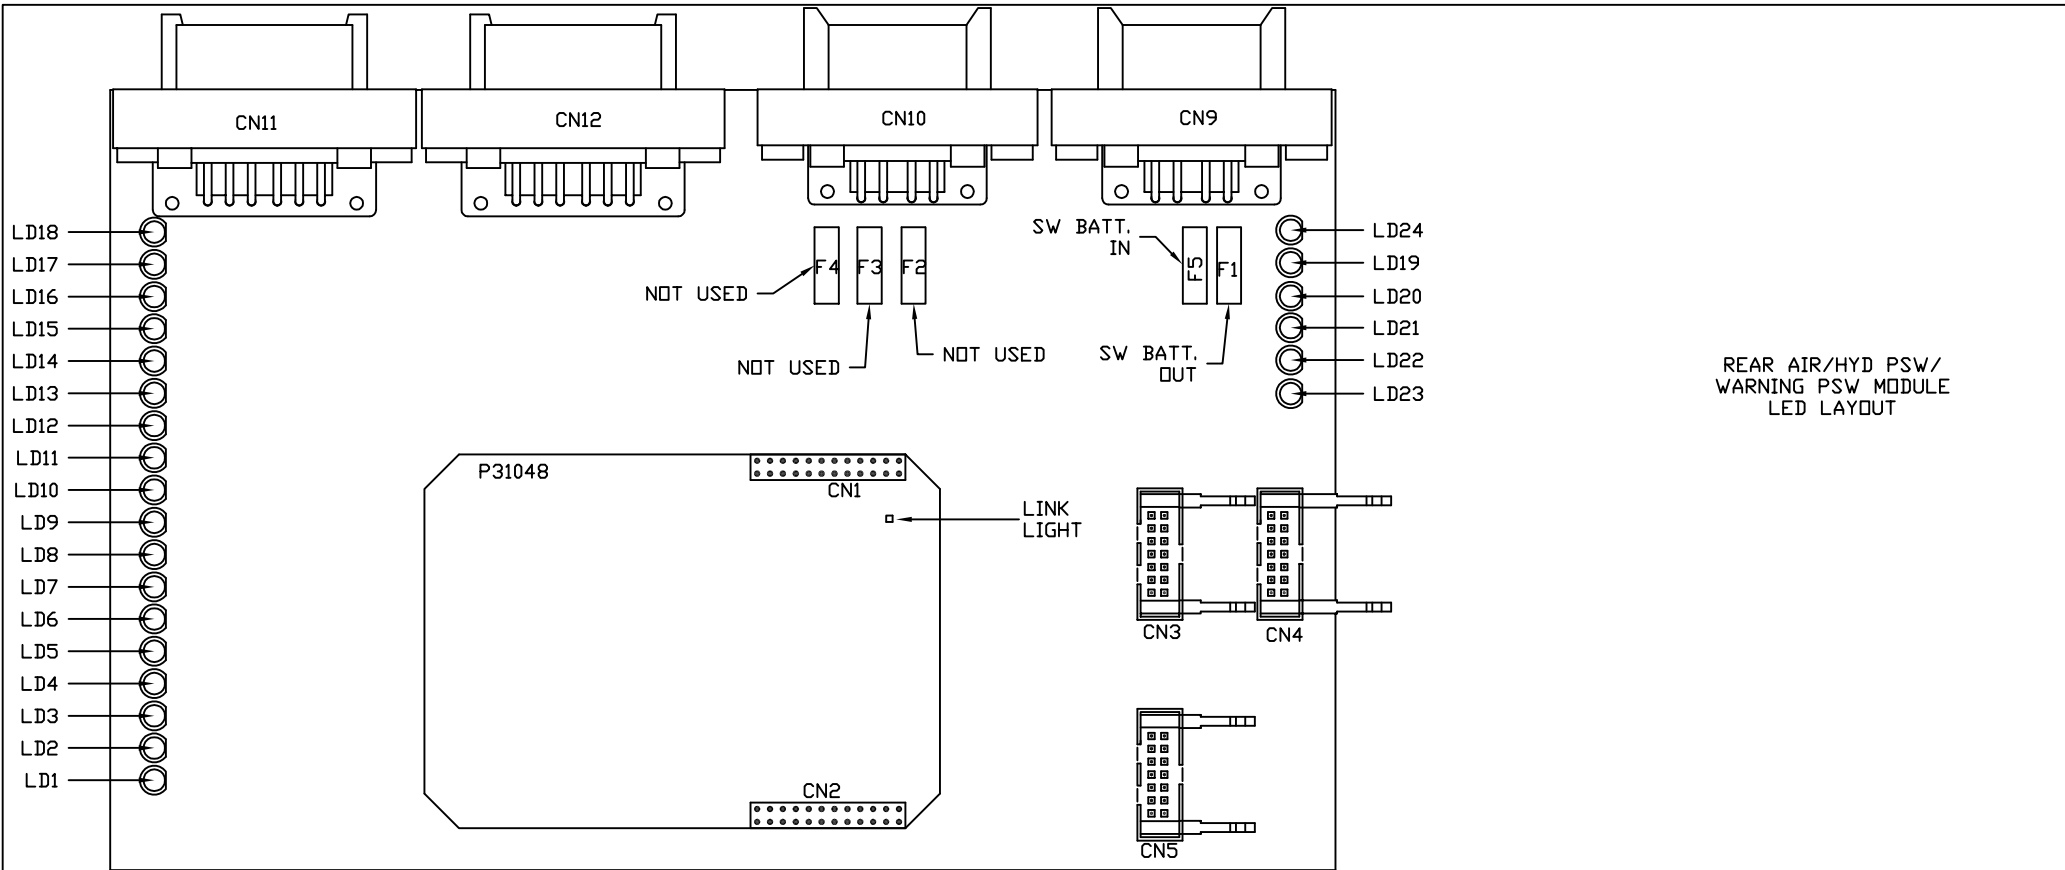 CN11
CN12
CN10
CN9
LD18
LD17
LD16
LD15
LD14
LD13
LD12
LD11
LD10
LD9
LD8
LD7
LD6
LD5
LD4
LD3
LD2
LD1
F4
F3
F2
NOT USED
NOT USED
NOT USED
SW BATT.
IN
F5
F1
SW BATT.
OUT
LD24
LD19
LD20
LD21
LD22
LD23
REAR AIR/HYD PSW/
WARNING PSW MODULE
LED LAYOUT
P31048
CN1
LINK
LIGHT
CN2
CN3
CN4
CN5